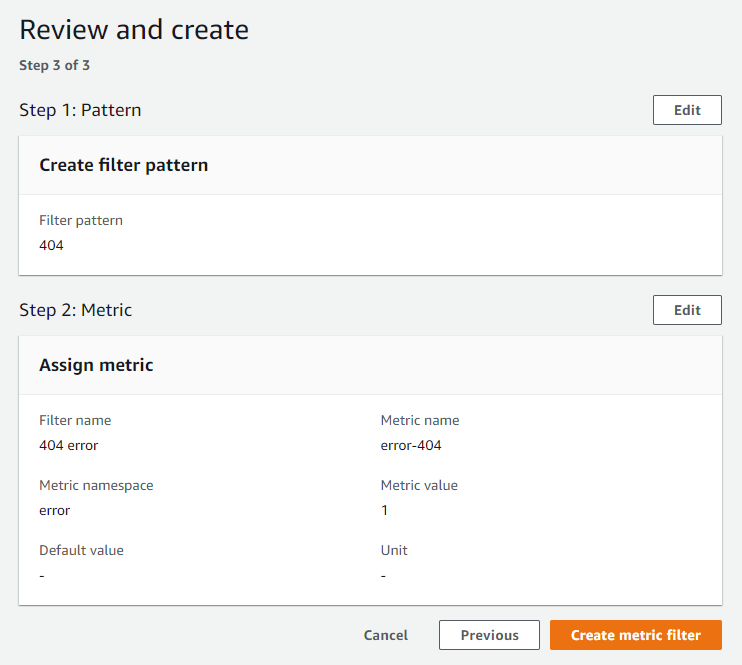 Review and create
Step 3 of 3
Step 1: Pattern
Edit
Create filter pattern
Filter pattern
404
Step 2: Metric
Edit
Assign metric
Filter name
Metric name
404 error
error-404
Metric namespace
Metric value
error
1
Default value
Unit
-
-
Cancel
Previous
Create metric filter